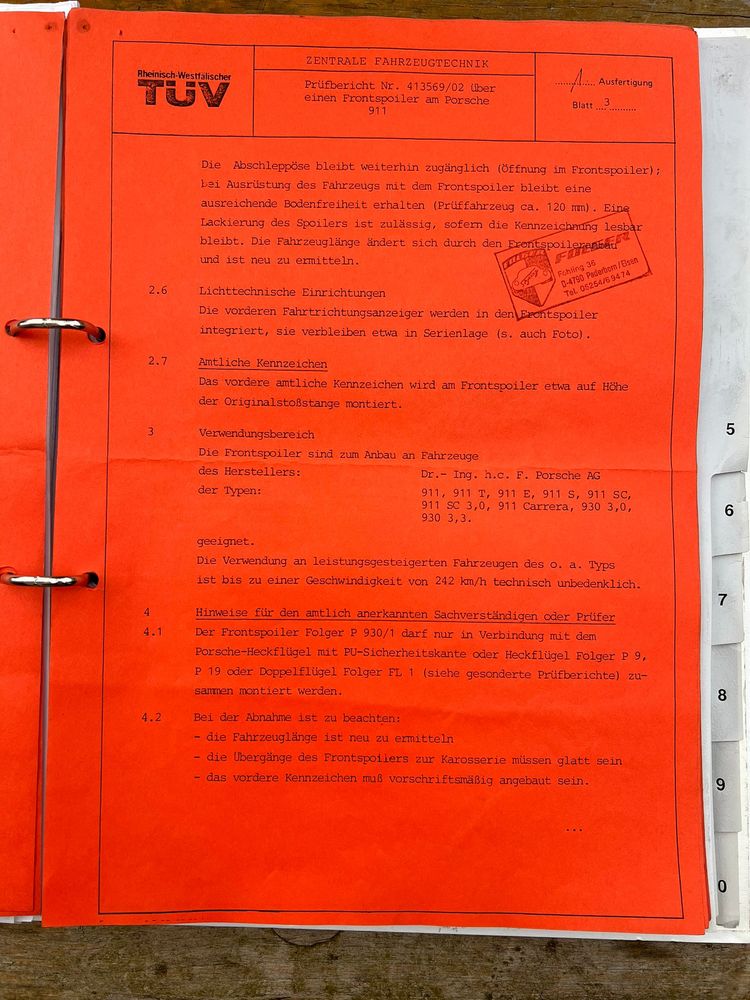 Rheinisch-Westfälischer
TÜV
ZENTRALE FAHRZEUGTECHNIK
Prüfbericht Nr. 413569/02 über
einen Frontspoiler am Porsche
911
1 Ausfertigung
Blatt 3
Die Abschleppöse bleibt weiterhin zugänglich (Öffnung im Frontspoiler);
bei Ausrüstung des Fahrzeugs mit dem Frontspoiler bleibt eine
ausreichende Bodenfreiheit erhalten (Prüffahrzeug ca. 120 mm). Eine
Lackierung des Spoilers ist zulässig, sofern die Kennzeichnung lesbar
bleibt. Die Fahrzeuglänge ändert sich durch den Frontspoileranbau
und ist neu zu ermitteln.
FOLGER
Fohling 36
D-4790 Paderborn/Elsen
Tel. 05254/69474
2.6 Lichttechnische Einrichtungen
Die vorderen Fahrtrichtungsanzeiger werden in den Frontspoiler
integriert, sie verbleiben etwa in Serienlage (s. auch Foto).
2.7 Amtliche Kennzeichen
Das vordere amtliche Kennzeichen wird am Frontspoiler etwa auf Höhe
der Originalstoßstange montiert.
3 Verwendungsbereich
Die Frontspoiler sind zum Anbau an Fahrzeuge
des Herstellers: Dr.- Ing. h.c. F. Porsche AG
der Typen: 911, 911 T, 911 E, 911 S, 911 SC,
911 SC 3,0, 911 Carrera, 930 3,0,
930 3,3.
geeignet.
Die Verwendung an leistungsgesteigerten Fahrzeugen des o. a. Typs
ist bis zu einer Geschwindigkeit von 242 km/h technisch unbedenklich.
4 Hinweise für den amtlich anerkannten Sachverständigen oder Prüfer
4.1 Der Frontspoiler Folger P 930/1 darf nur in Verbindung mit dem
Porsche-Heckflügel mit PU-Sicherheitskante oder Heckflügel Folger P 9,
P 19 oder Doppelflügel Folger FL 1 (siehe gesonderte Prüfberichte) zu-
sammen montiert werden.
4.2 Bei der Abnahme ist zu beachten:
- die Fahrzeuglänge ist neu zu ermitteln
- die Übergänge des Frontspoilers zur Karosserie müssen glatt sein
- das vordere Kennzeichen muß vorschriftsmäßig angebaut sein.
...
5
6
7
8
9
0